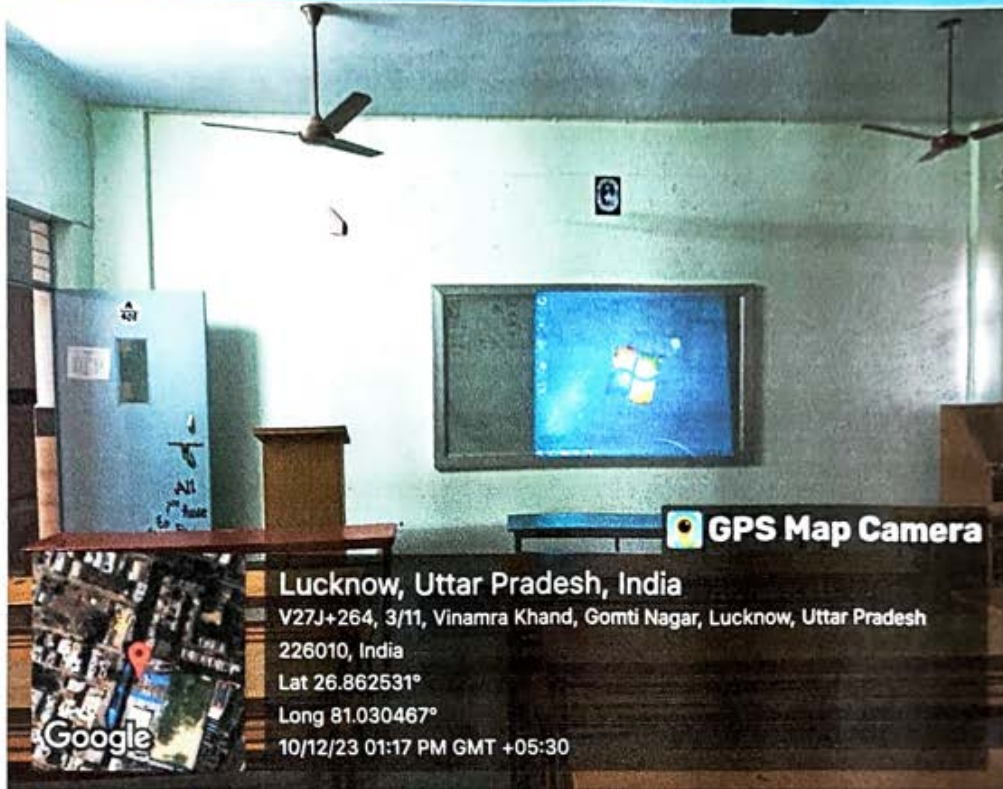 All
GPS Map Camera
Lucknow, Uttar Pradesh, India
V27J+264, 3/11, Vinamra Khand, Gomti Nagar, Lucknow, Uttar Pradesh
226010, India
Lat 26.862531°
Long 81.030467°
10/12/23 01:17 PM GMT +05:30
Google